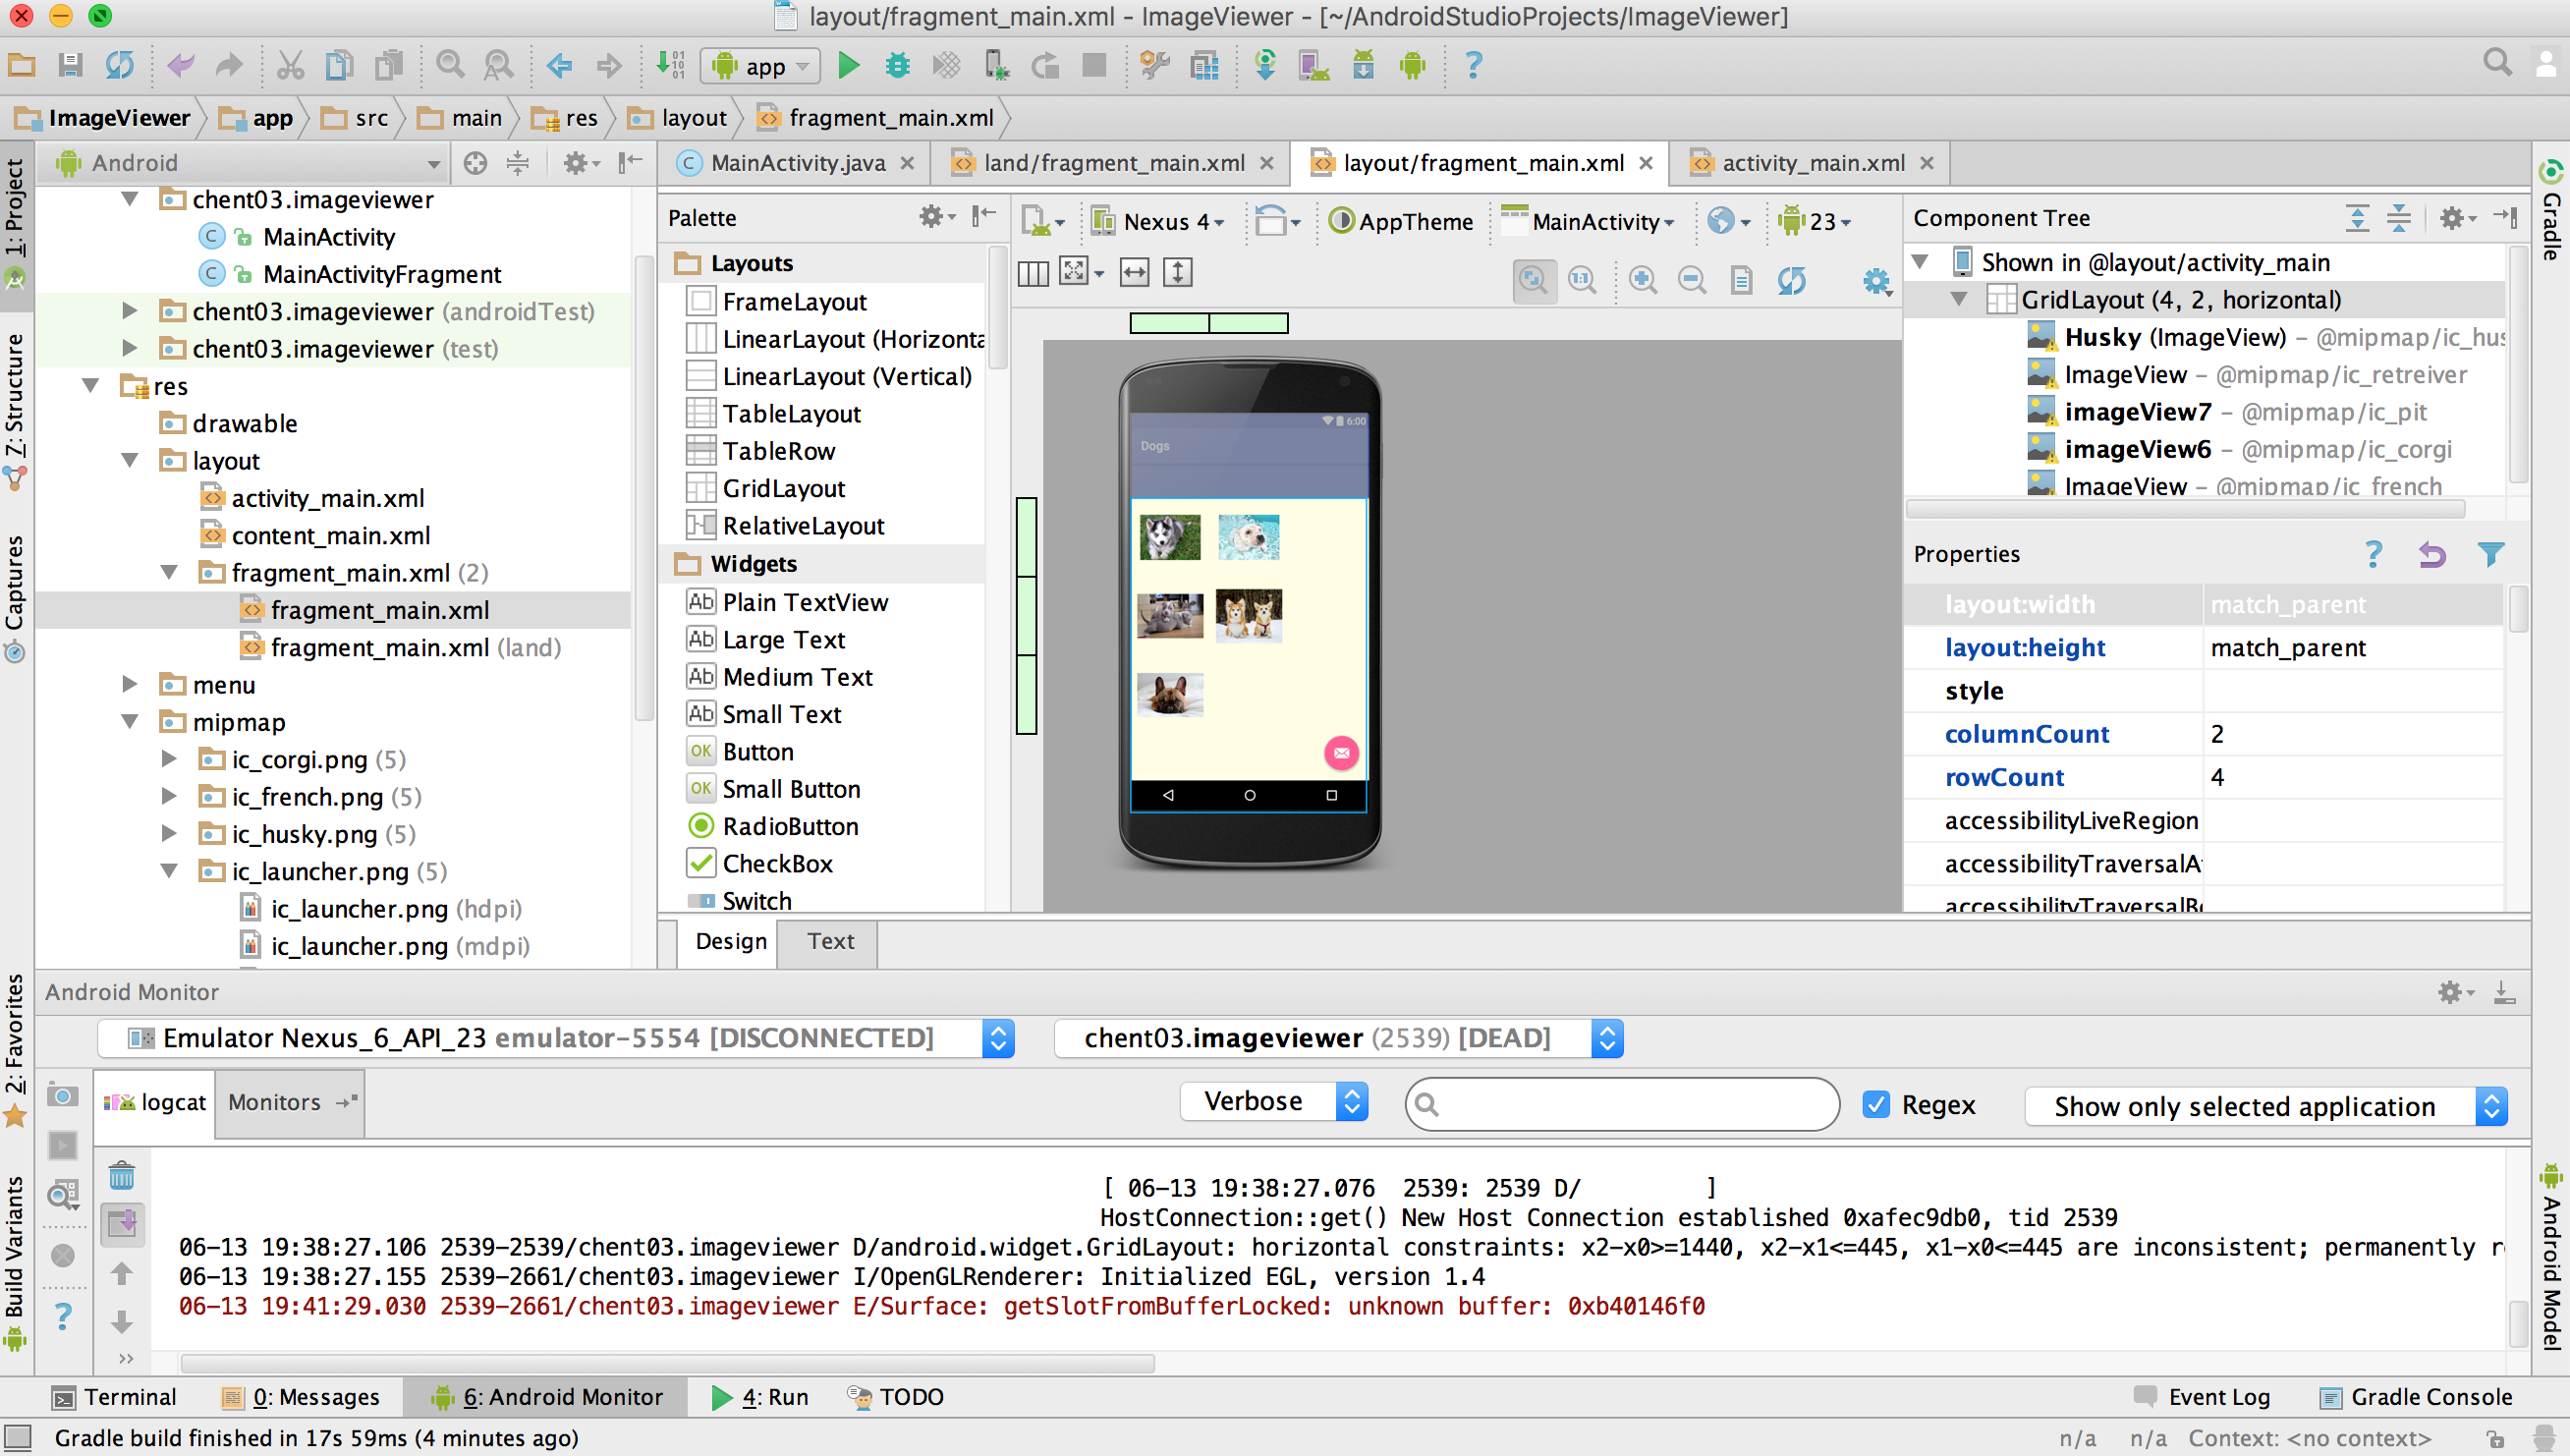 layout/fragment_main.xml - ImageViewer - [~/AndroidStudioProjects/ImageViewer]
app
ImageViewer app src main res layout fragment_main.xml
1: Project
Z: Structure
Captures
2: Favorites
Build Variants
Android
chent03.imageviewer
MainActivity
MainActivityFragment
chent03.imageviewer (androidTest)
chent03.imageviewer (test)
res
drawable
layout
activity_main.xml
content_main.xml
fragment_main.xml (2)
fragment_main.xml
fragment_main.xml (land)
menu
mipmap
ic_corgi.png (5)
ic_french.png (5)
ic_husky.png (5)
ic_launcher.png (5)
ic_launcher.png (hdpi)
ic_launcher.png (mdpi)
MainActivity.java land/fragment_main.xml layout/fragment_main.xml activity_main.xml
Palette
Layouts
FrameLayout
LinearLayout (Horizonta
LinearLayout (Vertical)
TableLayout
TableRow
GridLayout
RelativeLayout
Widgets
Plain TextView
Large Text
Medium Text
Small Text
Button
Small Button
RadioButton
CheckBox
Switch
Nexus 4 AppTheme MainActivity 23
6:00
Dogs
Design Text
Component Tree
Shown in @layout/activity_main
GridLayout (4, 2, horizontal)
Husky (ImageView) – @mipmap/ic_hus
ImageView – @mipmap/ic_retreiver
imageView7 – @mipmap/ic_pit
imageView6 – @mipmap/ic_corgi
ImageView – @mipmap/ic_french
Properties
layout:width match_parent
layout:height match_parent
style
columnCount 2
rowCount 4
accessibilityLiveRegion
accessibilityTraversalA
accessibilityTraversalBe
Gradle
Android Model
Android Monitor
Emulator Nexus_6_API_23 emulator-5554 [DISCONNECTED] chent03.imageviewer (2539) [DEAD]
logcat Monitors Verbose Regex Show only selected application
[ 06-13 19:38:27.076 2539: 2539 D/ ]
HostConnection::get() New Host Connection established 0xafec9db0, tid 2539
06-13 19:38:27.106 2539-2539/chent03.imageviewer D/android.widget.GridLayout: horizontal constraints: x2-x0>=1440, x2-x1<=445, x1-x0<=445 are inconsistent; permanently r
06-13 19:38:27.155 2539-2661/chent03.imageviewer I/OpenGLRenderer: Initialized EGL, version 1.4
06-13 19:41:29.030 2539-2661/chent03.imageviewer E/Surface: getSlotFromBufferLocked: unknown buffer: 0xb40146f0
Terminal 0: Messages 6: Android Monitor 4: Run TODO Event Log Gradle Console
Gradle build finished in 17s 59ms (4 minutes ago) n/a n/a Context: <no context>